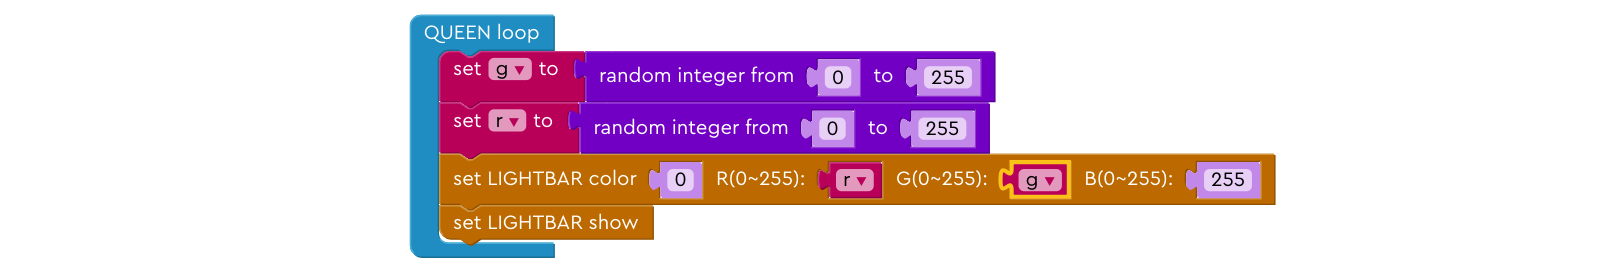 QUEEN loop
set g ▼ to random integer from 0 to 255
set r ▼ to random integer from 0 to 255
set LIGHTBAR color 0 R(0~255): r ▼ G(0~255): g ▼ B(0~255): 255
set LIGHTBAR show